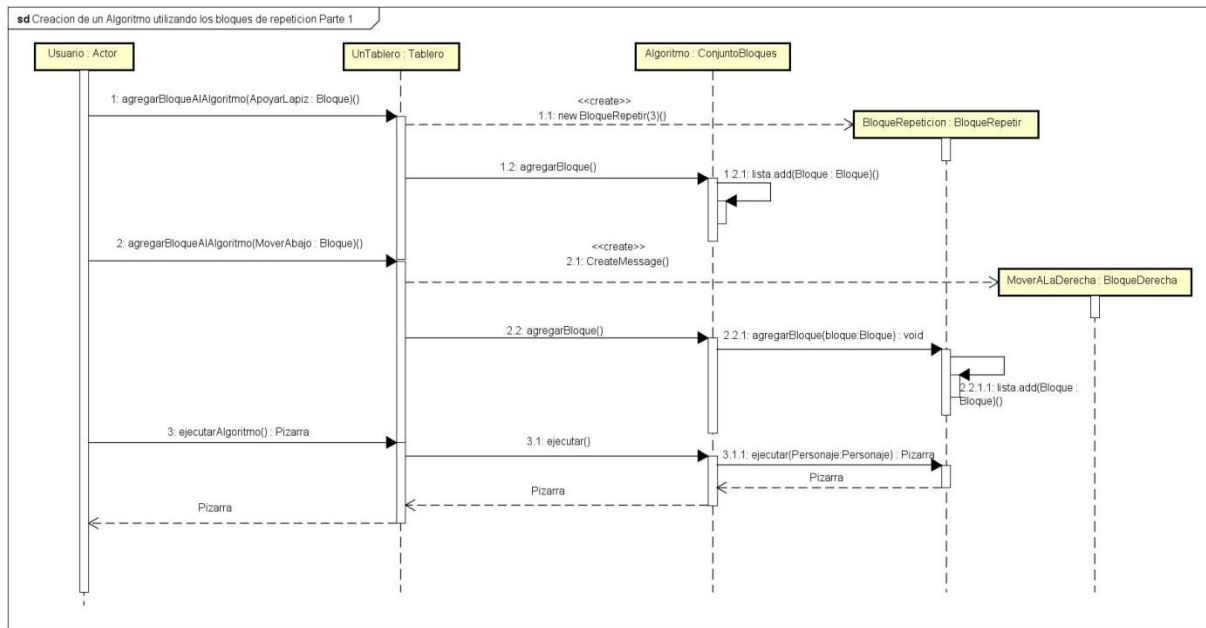 sd Creacion de un Algoritmo utilizando los bloques de repeticion Parte 1
Usuario : Actor
UnTablero : Tablero
Algoritmo : ConjuntoBloques
1: agregarBloqueAlAlgoritmo(ApoyarLapiz : Bloque)()
<<create>>
1.1: new BloqueRepetir(3)()
BloqueRepeticion : BloqueRepetir
1.2: agregarBloque()
1.2.1: lista.add(Bloque : Bloque)()
2: agregarBloqueAlAlgoritmo(MoverAbajo : Bloque)()
<<create>>
2.1: CreateMessage()
MoverALaDerecha : BloqueDerecha
2.2: agregarBloque()
2.2.1: agregarBloque(bloque:Bloque) : void
2.2.1.1: lista.add(Bloque :
Bloque)()
3: ejecutarAlgoritmo() : Pizarra
3.1: ejecutar()
3.1.1: ejecutar(Personaje:Personaje) : Pizarra
Pizarra
Pizarra
Pizarra